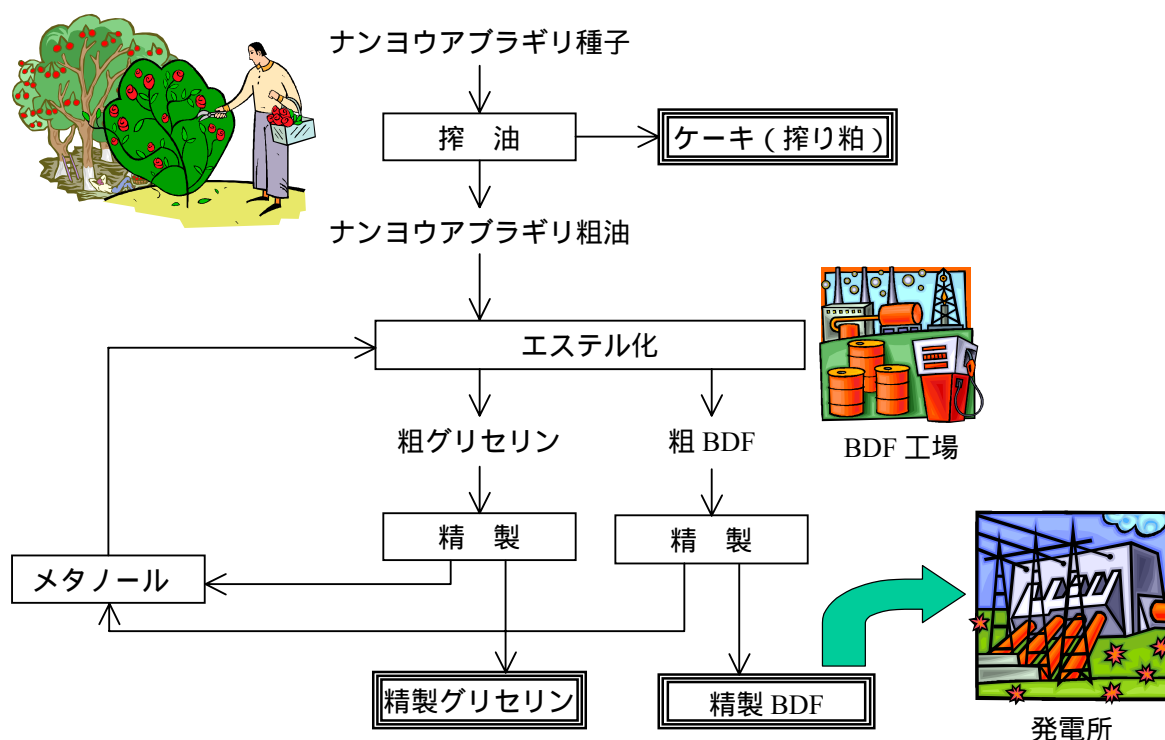 ナンヨウアブラギリ種子
搾　油
ケーキ（搾り粕）
ナンヨウアブラギリ粗油
エステル化
粗グリセリン
粗 BDF
BDF 工場
精　製
精　製
メタノール
精製グリセリン
精製 BDF
発電所